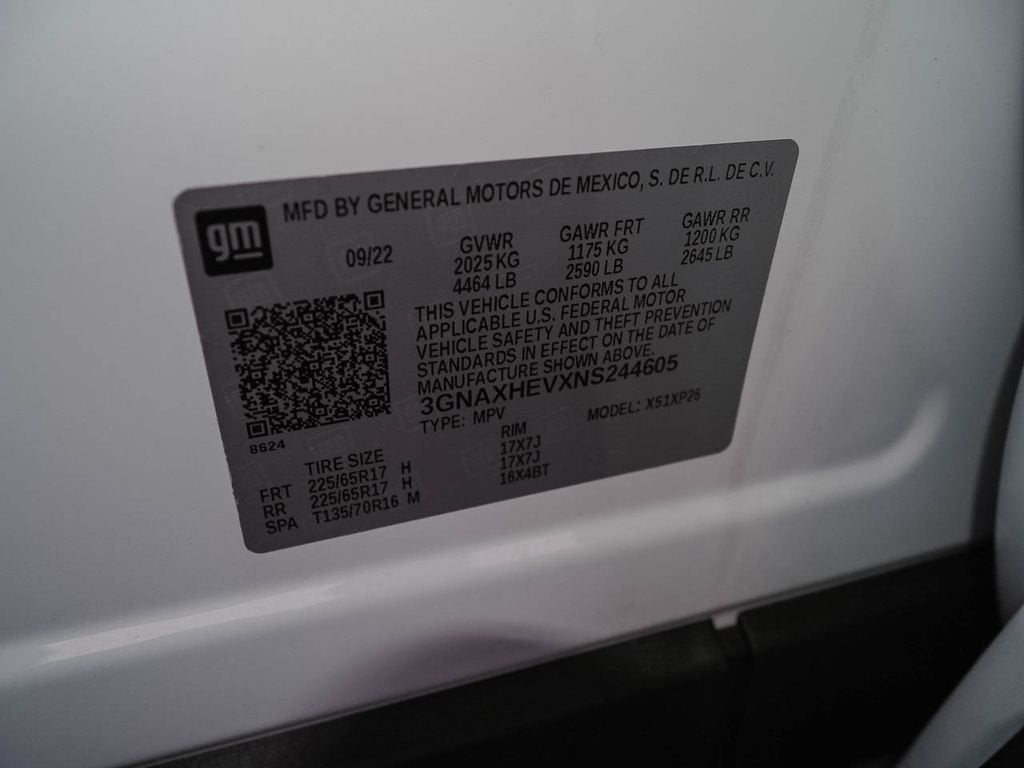 gm
MFD BY GENERAL MOTORS DE MEXICO, S. DE R.L. DE C.V.
09/22
GVWR
2025 KG
4464 LB
GAWR FRT
1175 KG
2590 LB
GAWR RR
1200 KG
2645 LB
THIS VEHICLE CONFORMS TO ALL
APPLICABLE U.S. FEDERAL MOTOR
VEHICLE SAFETY AND THEFT PREVENTION
STANDARDS IN EFFECT ON THE DATE OF
MANUFACTURE SHOWN ABOVE.
3GNAXHEVXNS244605
TYPE: MPV MODEL: X51XP26
8624
TIRE SIZE RIM
FRT 225/65R17 H 17X7J
RR 225/65R17 H 17X7J
SPA T135/70R16 M 16X4BT